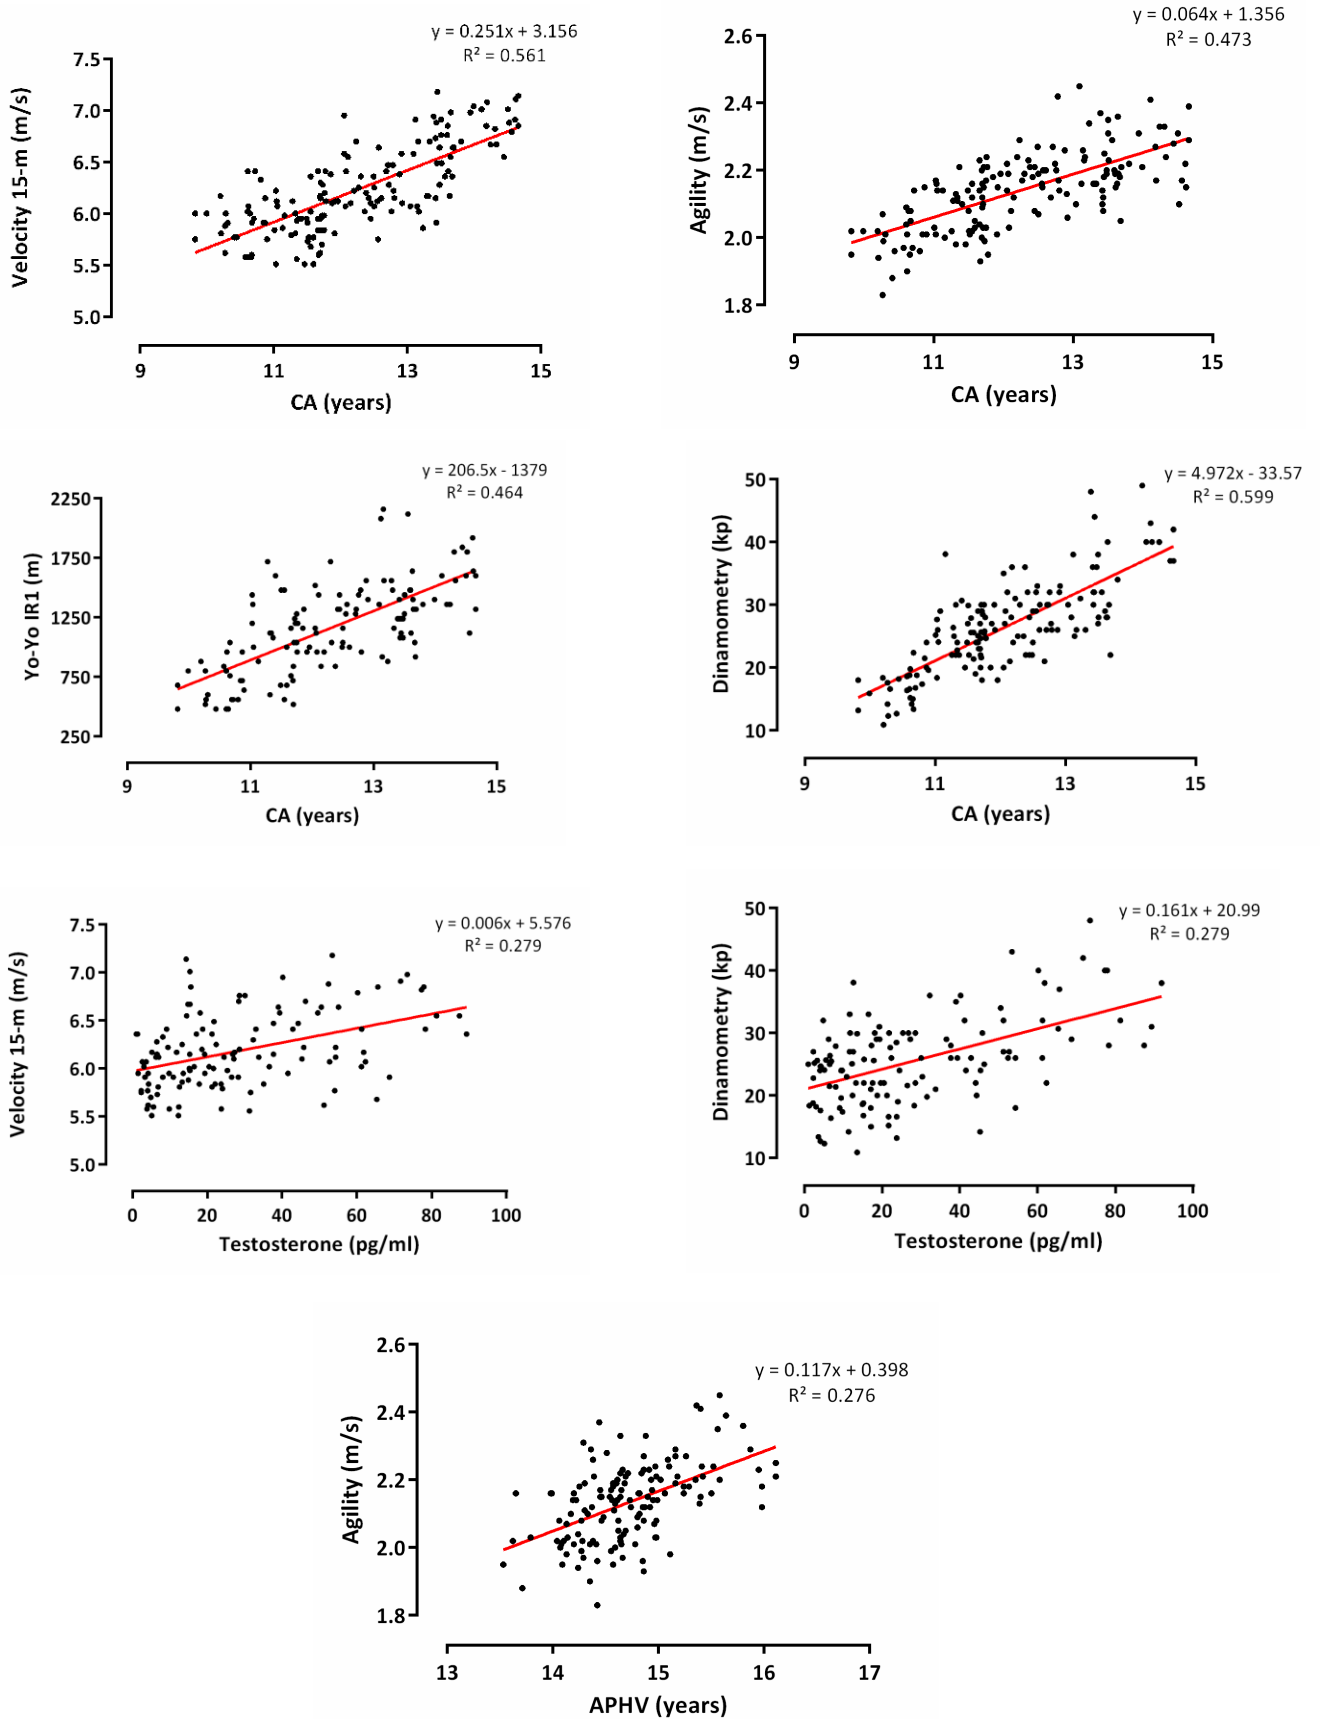 y = 0.251x + 3.156
R² = 0.561
7.5
7.0
6.5
6.0
5.5
5.0
Velocity 15-m (m/s)
9 11 13 15
CA (years)
y = 0.064x + 1.356
R² = 0.473
2.6
2.4
2.2
2.0
1.8
Agility (m/s)
9 11 13 15
CA (years)
y = 206.5x - 1379
R² = 0.464
2250
1750
1250
750
250
Yo-Yo IR1 (m)
9 11 13 15
CA (years)
y = 4.972x - 33.57
R² = 0.599
50
40
30
20
10
Dinamometry (kp)
9 11 13 15
CA (years)
y = 0.006x + 5.576
R² = 0.279
7.5
7.0
6.5
6.0
5.5
5.0
Velocity 15-m (m/s)
0 20 40 60 80 100
Testosterone (pg/ml)
y = 0.161x + 20.99
R² = 0.279
50
40
30
20
10
Dinamometry (kp)
0 20 40 60 80 100
Testosterone (pg/ml)
y = 0.117x + 0.398
R² = 0.276
2.6
2.4
2.2
2.0
1.8
Agility (m/s)
13 14 15 16 17
APHV (years)